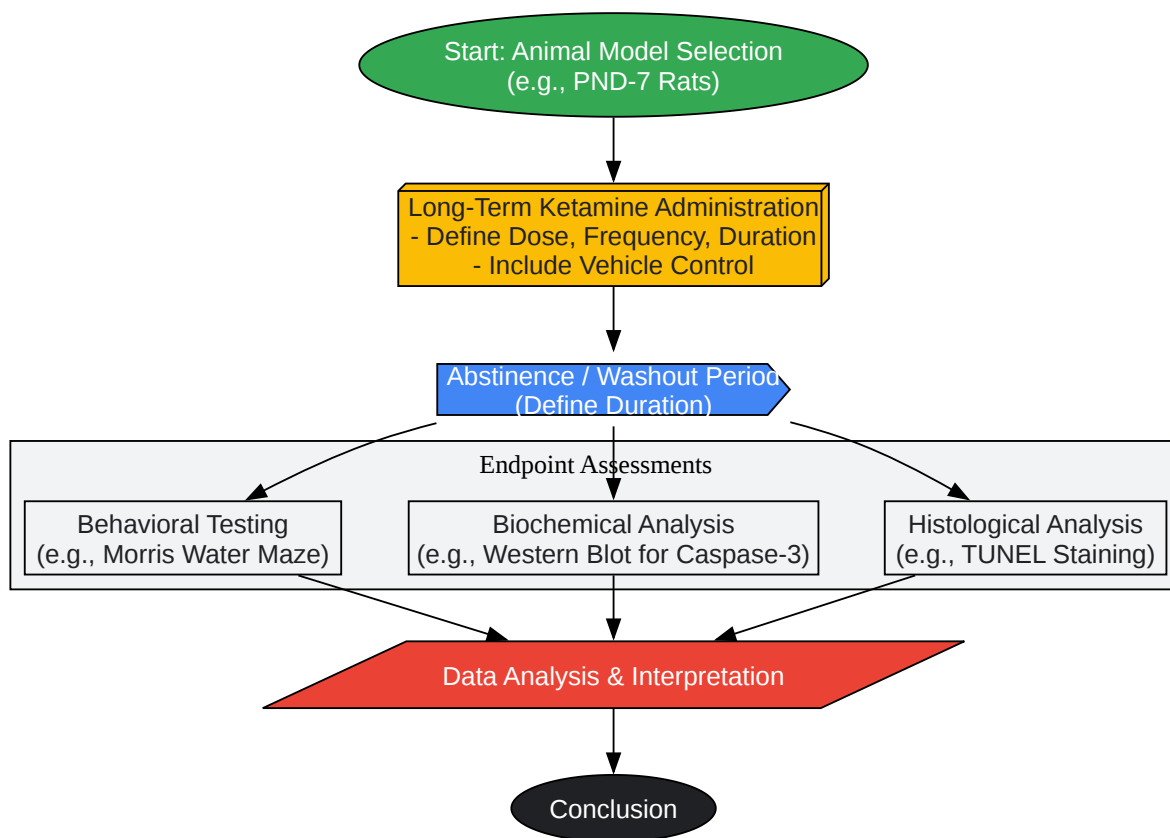 Start: Animal Model Selection
(e.g., PND-7 Rats)
Long-Term Ketamine Administration
- Define Dose, Frequency, Duration
- Include Vehicle Control
Abstinence / Washout Period
(Define Duration)
Endpoint Assessments
Behavioral Testing
(e.g., Morris Water Maze)
Biochemical Analysis
(e.g., Western Blot for Caspase-3)
Histological Analysis
(e.g., TUNEL Staining)
Data Analysis & Interpretation
Conclusion